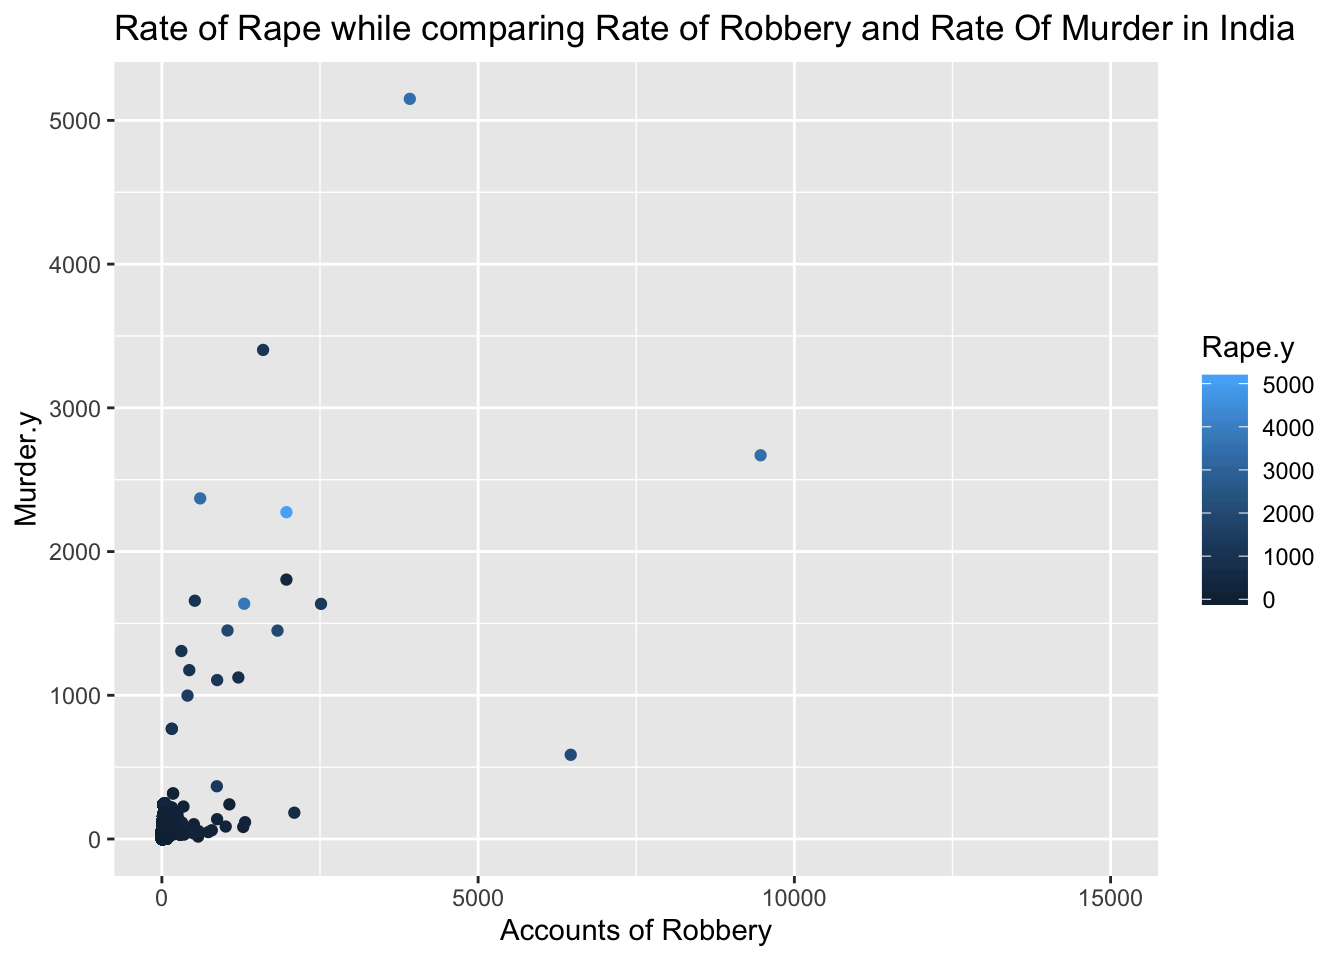 Rate of Rape while comparing Rate of Robbery and Rate Of Murder in India
5000
4000
3000
2000
1000
0
Murder.y
0 5000 10000 15000
Accounts of Robbery
Rape.y
5000
4000
3000
2000
1000
0